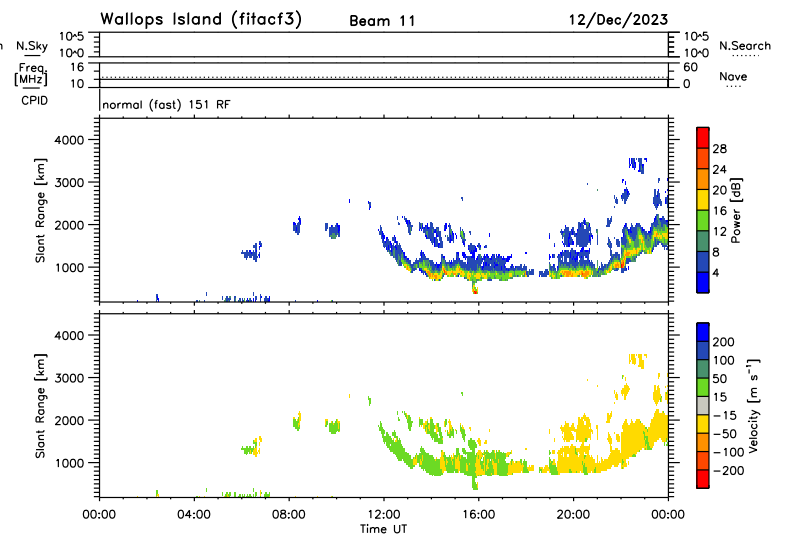 Wallops Island (fitacf3) Beam 11 12/Dec/2023
N.Sky 10^5 10^5 N.Search
10^0 10^0
Freq. 16 60 Nave
[MHz] 10 0
CPID normal (fast) 151 RF
Slant Range [km]
4000
3000
2000
1000
28
24
20
16
12
8
4
Power [dB]
Slant Range [km]
4000
3000
2000
1000
200
100
50
15
-15
-50
-100
-200
Velocity [m s⁻¹]
00:00 04:00 08:00 12:00 16:00 20:00 00:00
Time UT